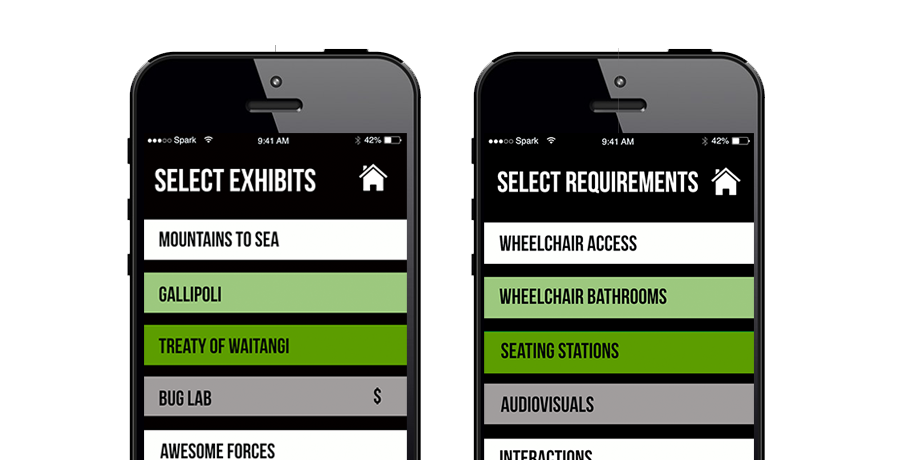 Spark 9:41 AM 42%
SELECT EXHIBITS
MOUNTAINS TO SEA
GALLIPOLI
TREATY OF WAITANGI
BUG LAB $
AWESOME FORCES
Spark 9:41 AM 42%
SELECT REQUIREMENTS
WHEELCHAIR ACCESS
WHEELCHAIR BATHROOMS
SEATING STATIONS
AUDIOVISUALS
INTERACTIONS